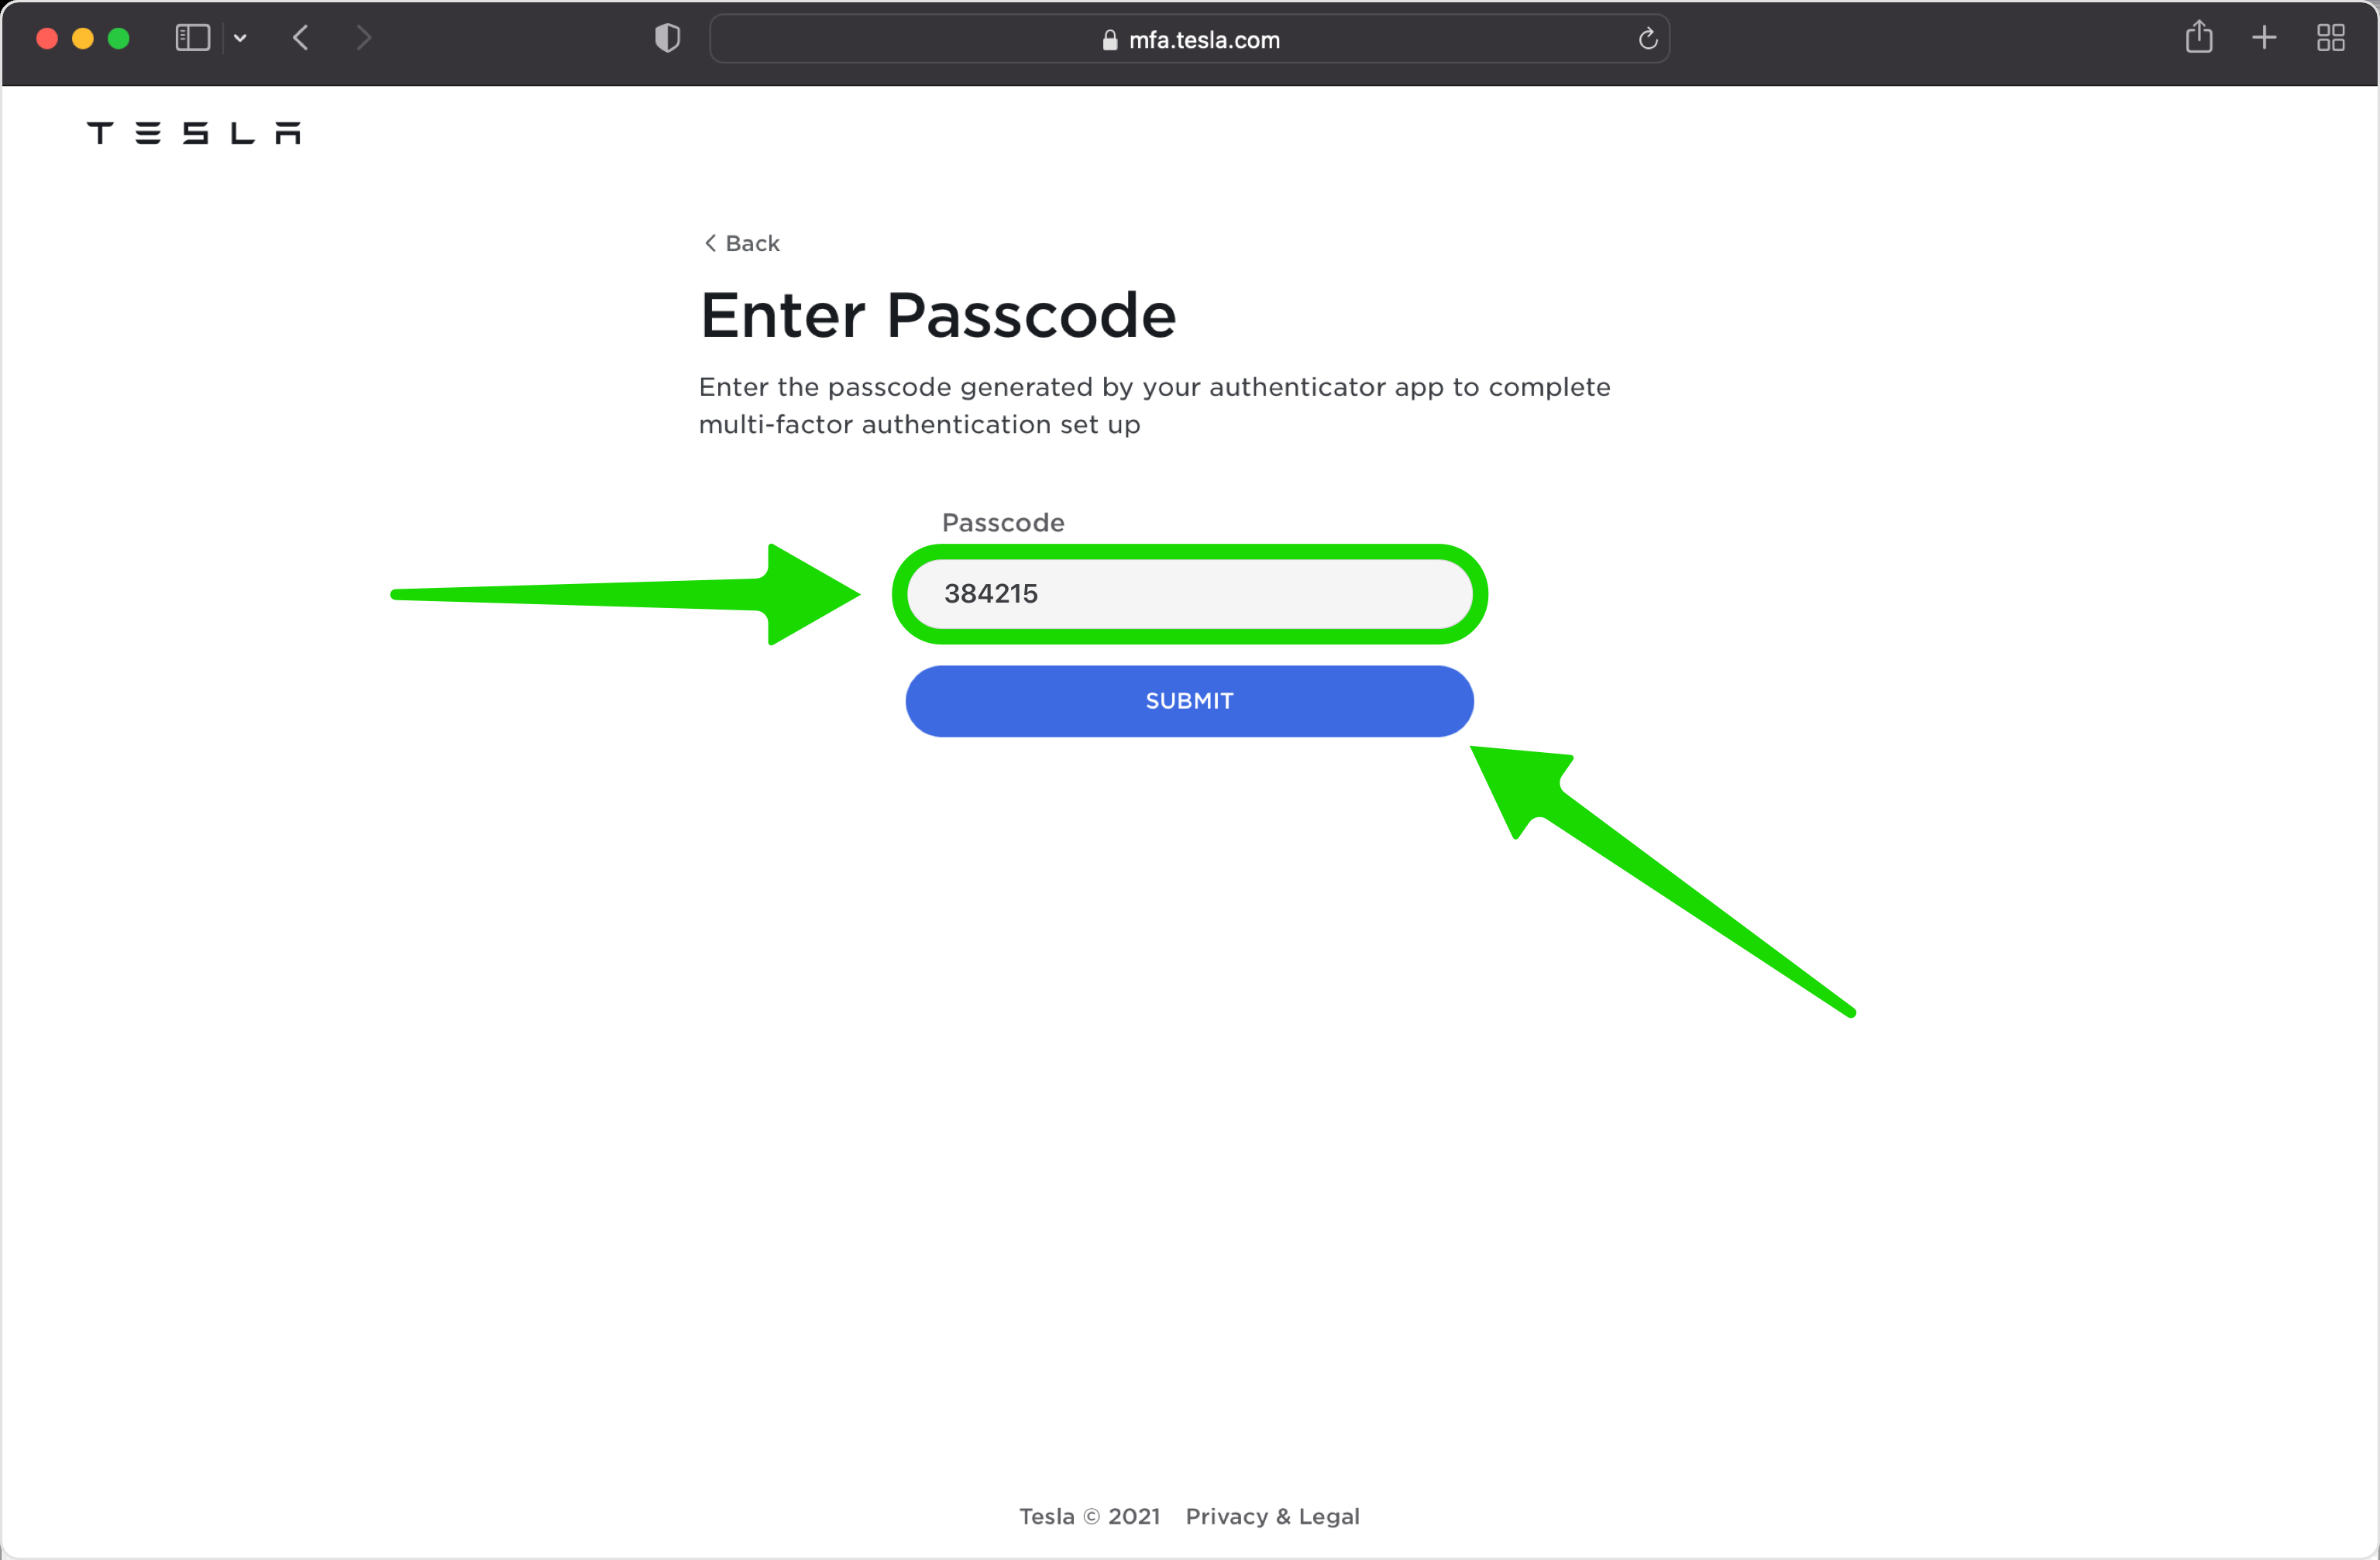 mfa.tesla.com
TESLA
Back
Enter Passcode
Enter the passcode generated by your authenticator app to complete
multi-factor authentication set up
Passcode
384215
SUBMIT
Tesla © 2021 Privacy & Legal